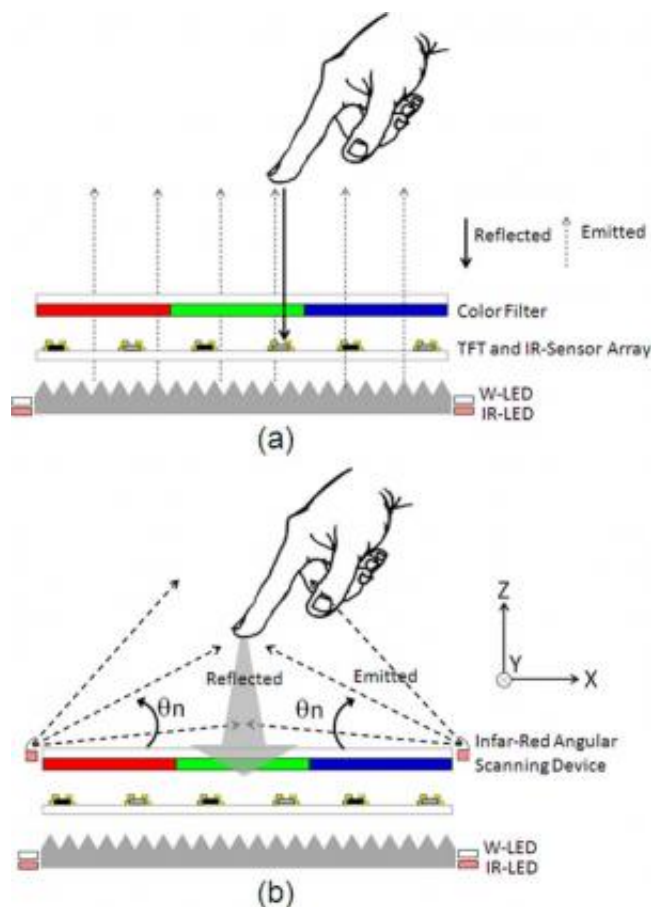 Reflected
Emitted
Color Filter
TFT and IR-Sensor Array
W-LED
IR-LED
(a)
Z
Y
X
Reflected
Emitted
θn
θn
Infar-Red Angular
Scanning Device
W-LED
IR-LED
(b)